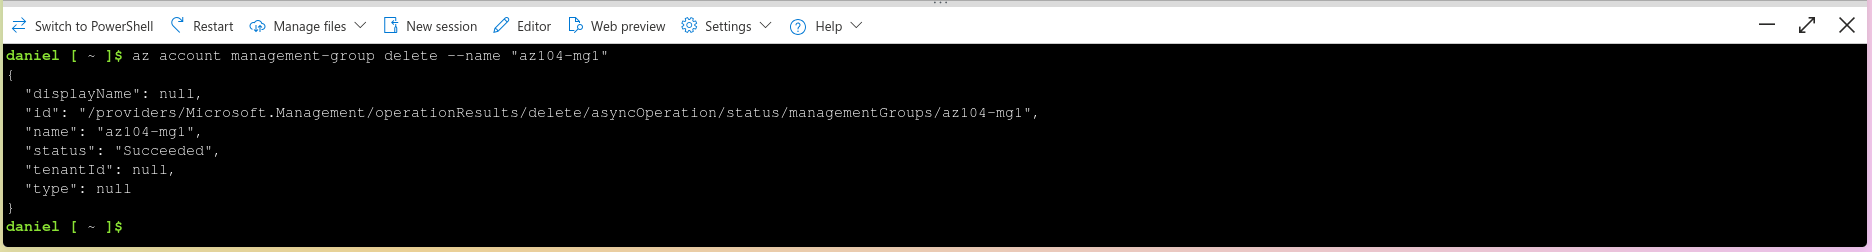 Switch to PowerShell Restart Manage files New session Editor Web preview Settings Help
daniel [ ~ ]$ az account management-group delete --name "az104-mg1"
{
  "displayName": null,
  "id": "/providers/Microsoft.Management/operationResults/delete/asyncOperation/status/managementGroups/az104-mg1",
  "name": "az104-mg1",
  "status": "Succeeded",
  "tenantId": null,
  "type": null
}
daniel [ ~ ]$